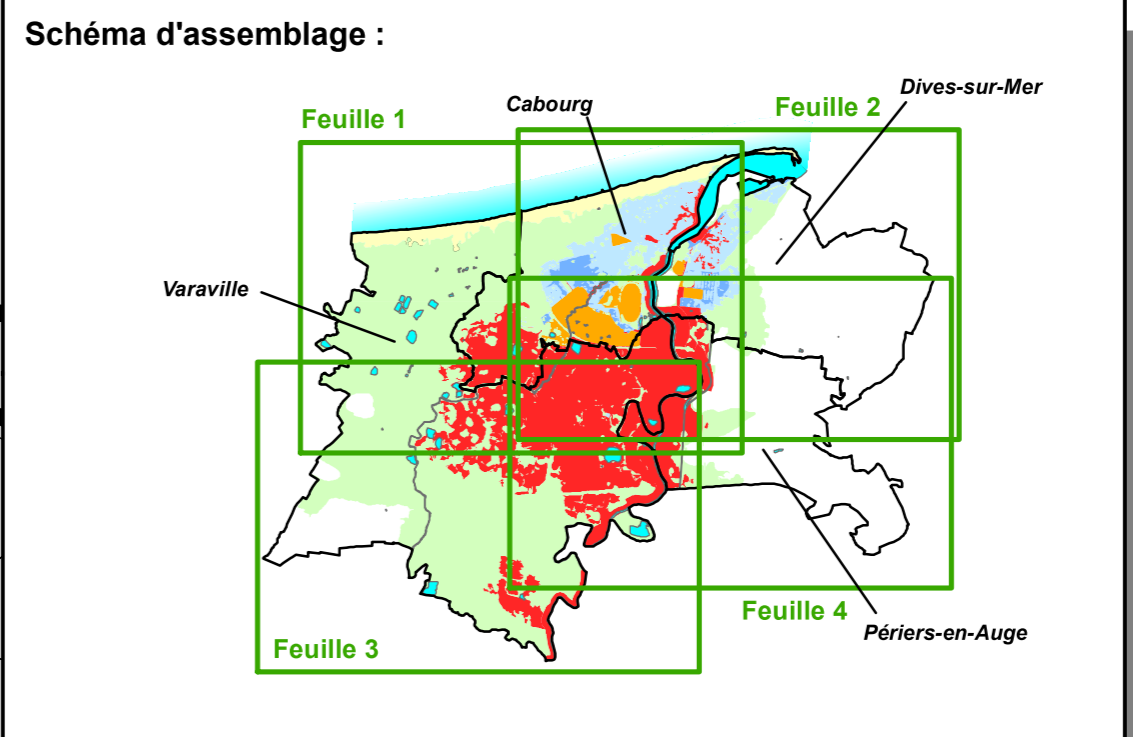 Schéma d'assemblage :
Dives-sur-Mer
Cabourg
Feuille 2
Feuille 1
Varaville
Feuille 4
Périers-en-Auge
Feuille 3